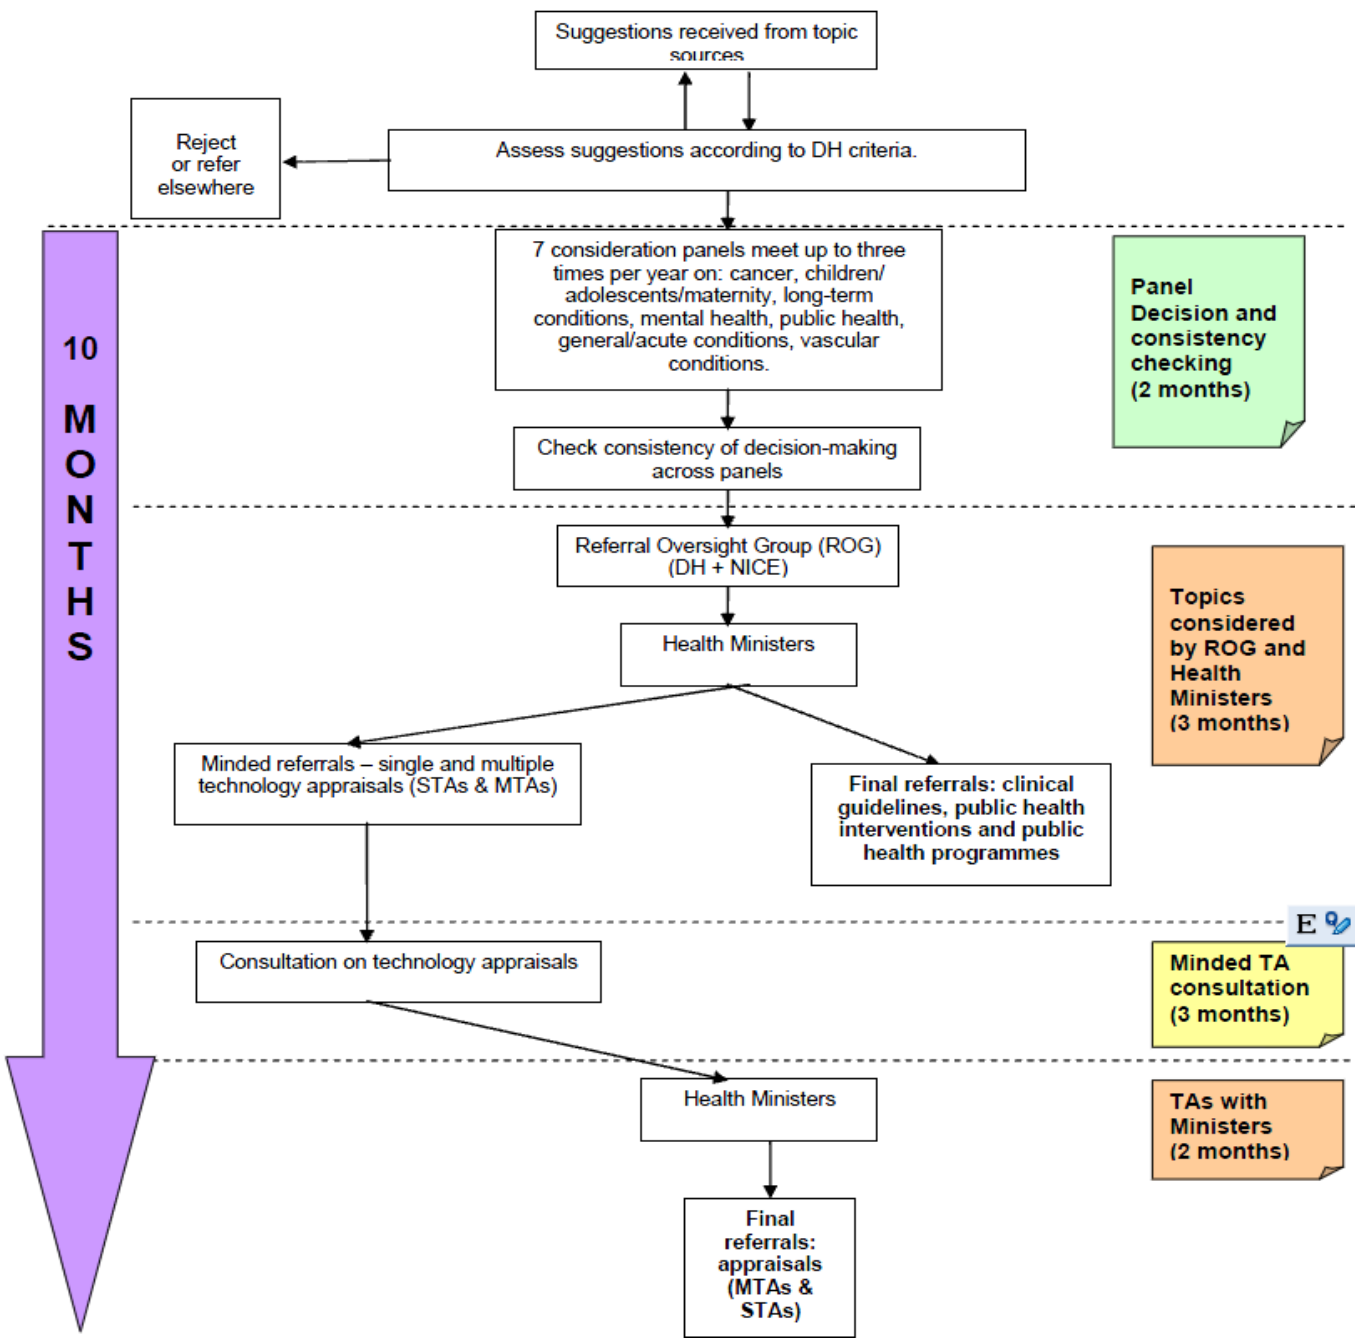 Suggestions received from topic
sources
Reject
or refer
elsewhere
Assess suggestions according to DH criteria.
10
M
O
N
T
H
S
7 consideration panels meet up to three
times per year on: cancer, children/
adolescents/maternity, long-term
conditions, mental health, public health,
general/acute conditions, vascular
conditions.
Panel
Decision and
consistency
checking
(2 months)
Check consistency of decision-making
across panels
Referral Oversight Group (ROG)
(DH + NICE)
Topics
considered
by ROG and
Health
Ministers
(3 months)
Health Ministers
Minded referrals – single and multiple
technology appraisals (STAs & MTAs)
Final referrals: clinical
guidelines, public health
interventions and public
health programmes
E
Consultation on technology appraisals
Minded TA
consultation
(3 months)
Health Ministers
TAs with
Ministers
(2 months)
Final
referrals:
appraisals
(MTAs &
STAs)